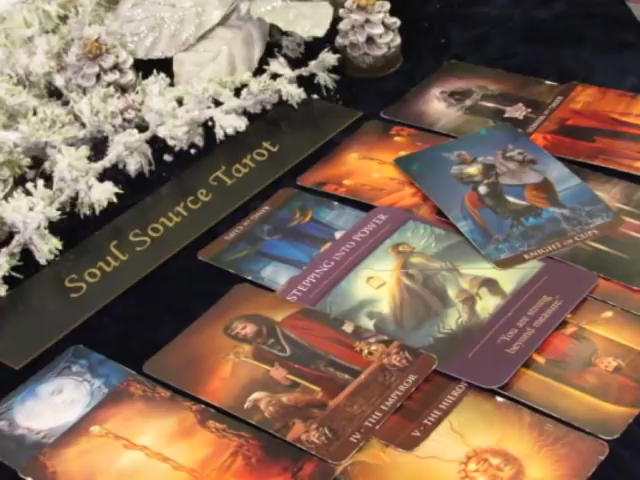 Soul Source Tarot
KNIGHT OF CUPS
STEPPING INTO POWER
"You are strong
beyond measure."
IV · THE EMPEROR
V · THE HIERO